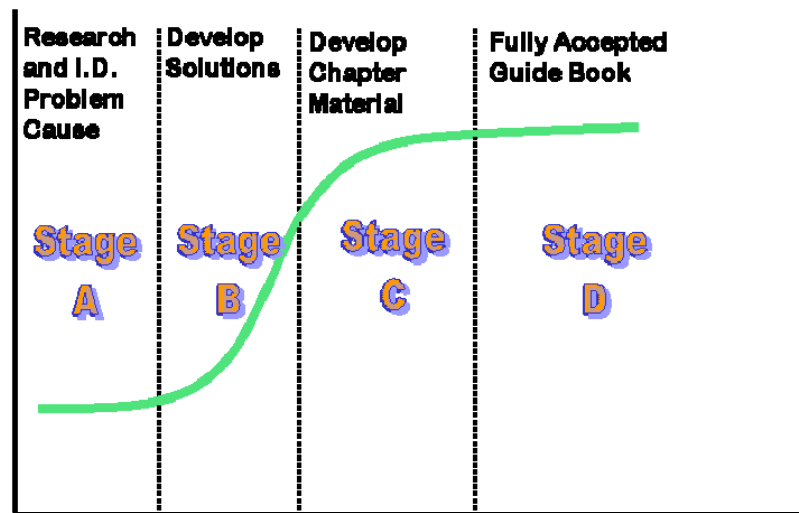 Research
and I.D.
Problem
Cause
Develop
Solutions
Develop
Chapter
Material
Fully Accepted
Guide Book
Stage
A
Stage
B
Stage
C
Stage
D